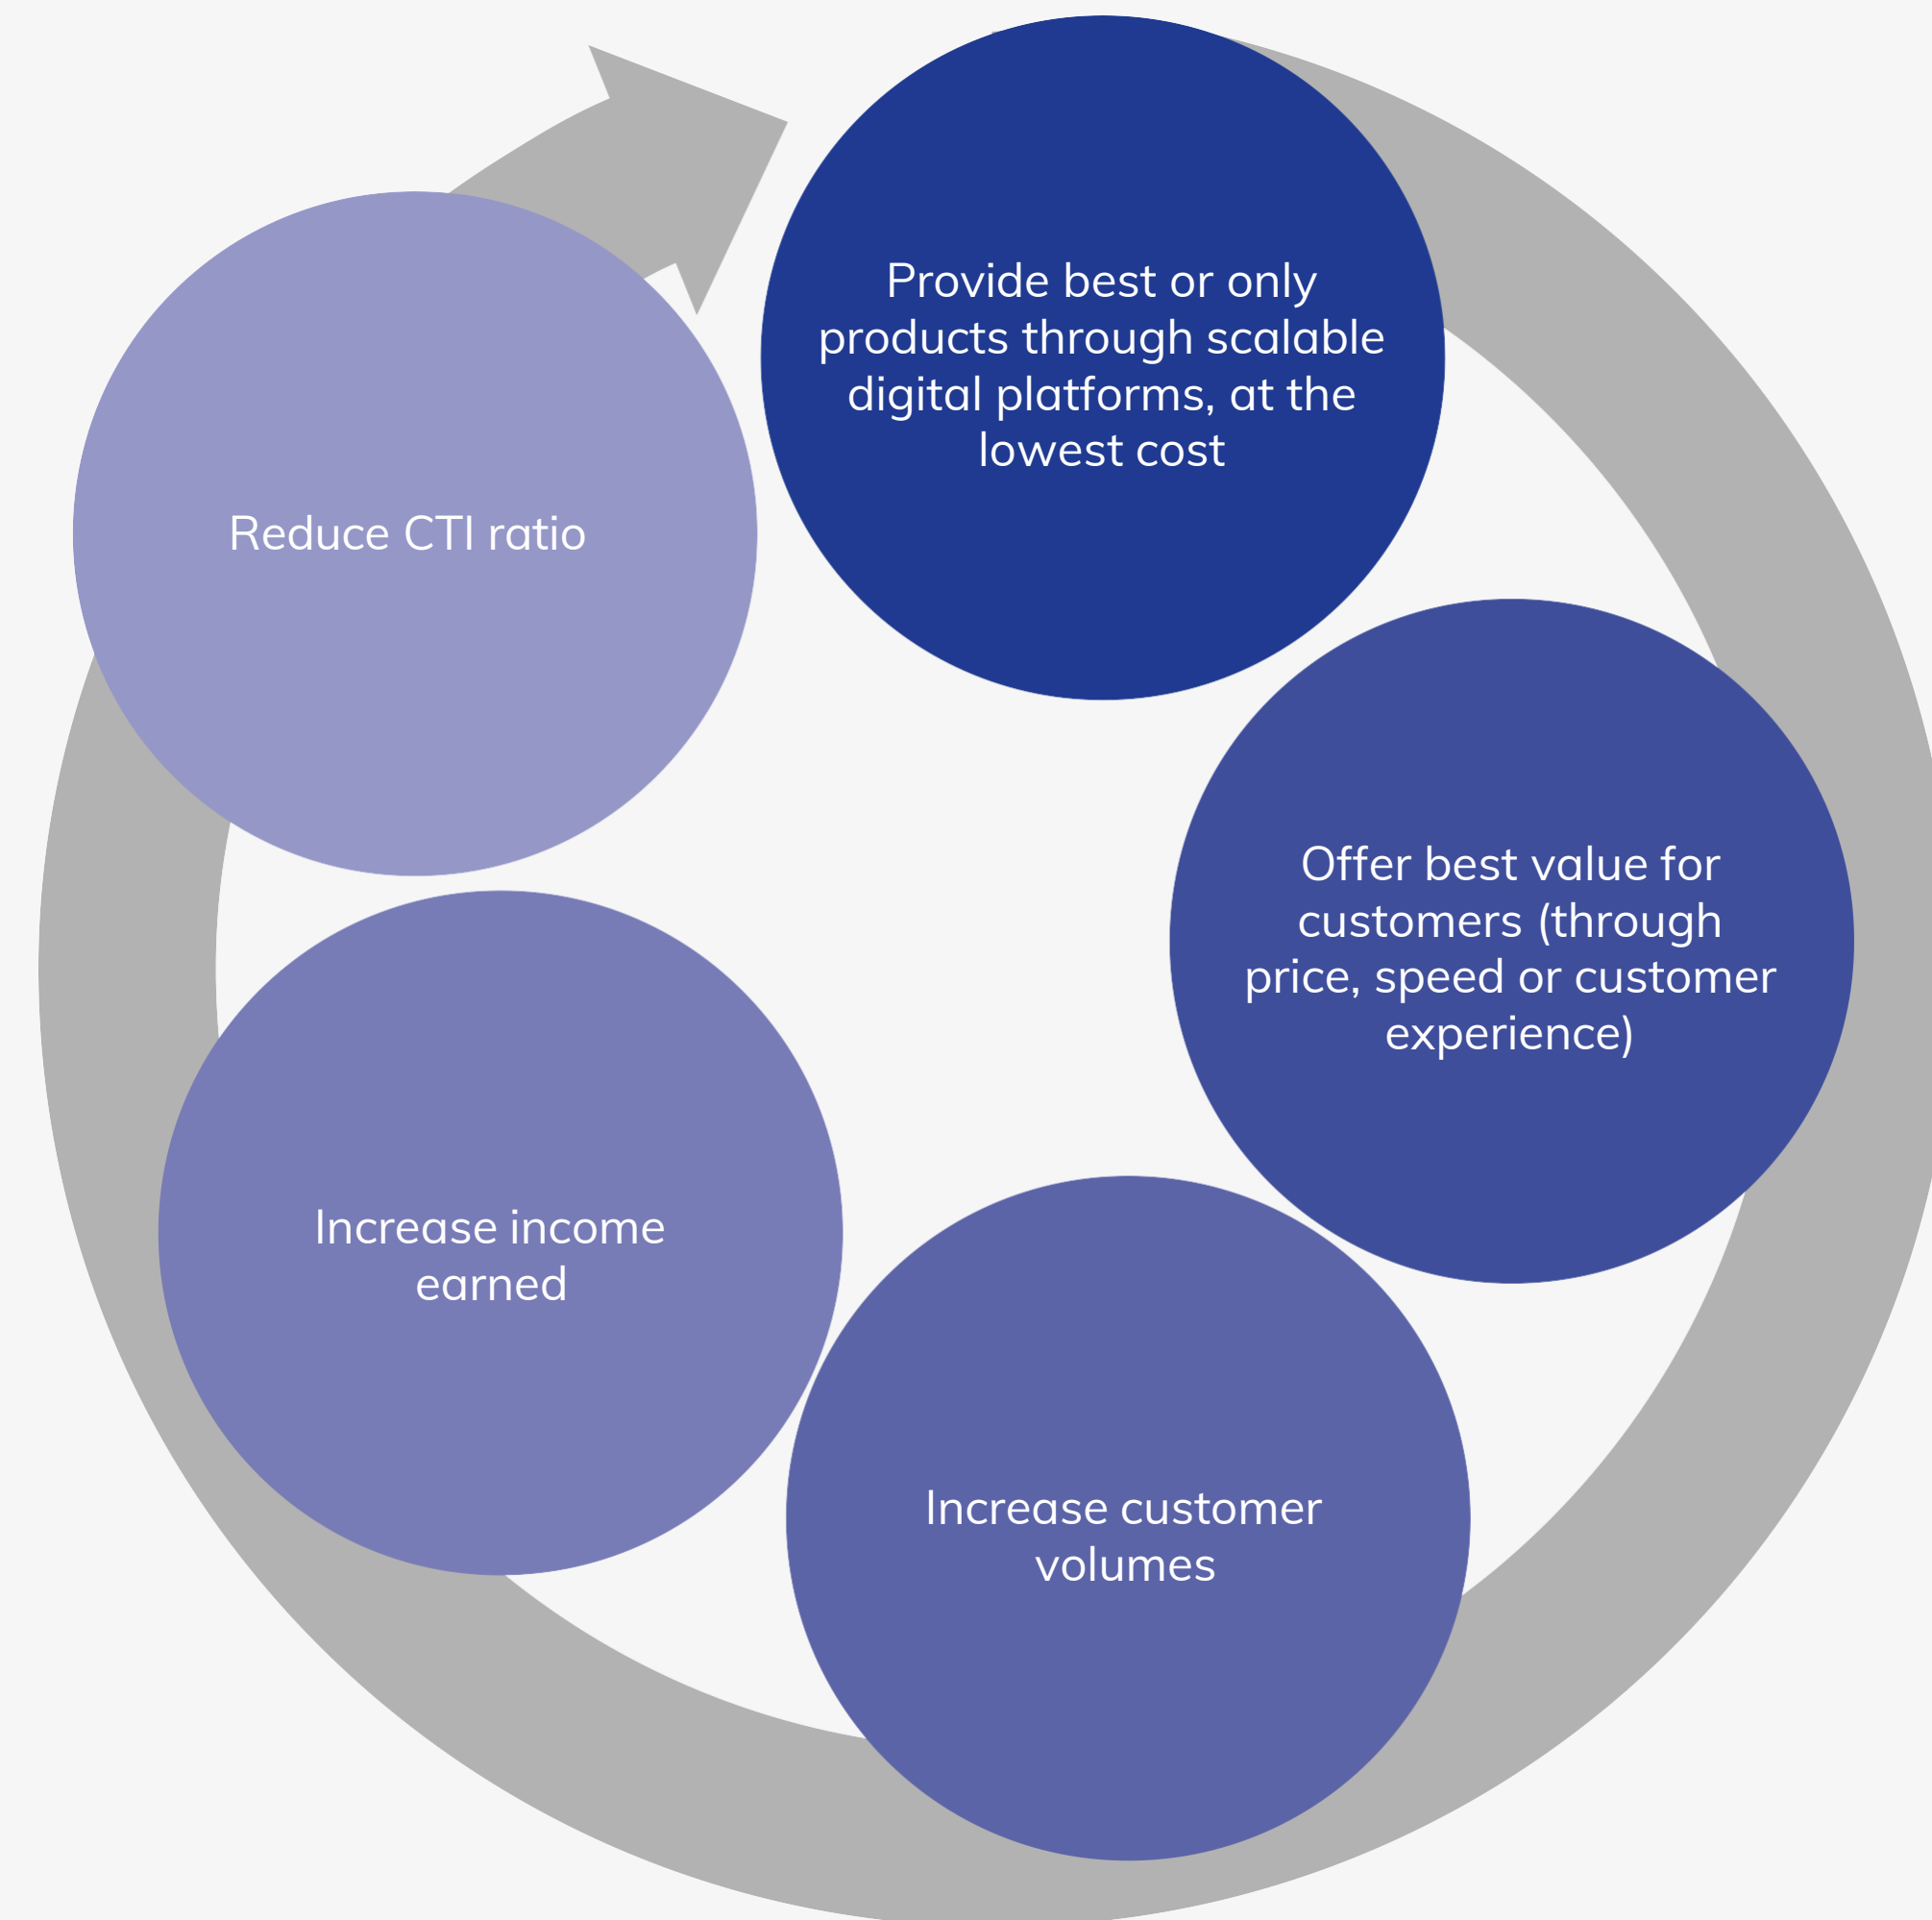 Provide best or only
products through scalable
digital platforms, at the
lowest cost
Offer best value for
customers (through
price, speed or customer
experience)
Increase customer
volumes
Increase income
earned
Reduce CTI ratio